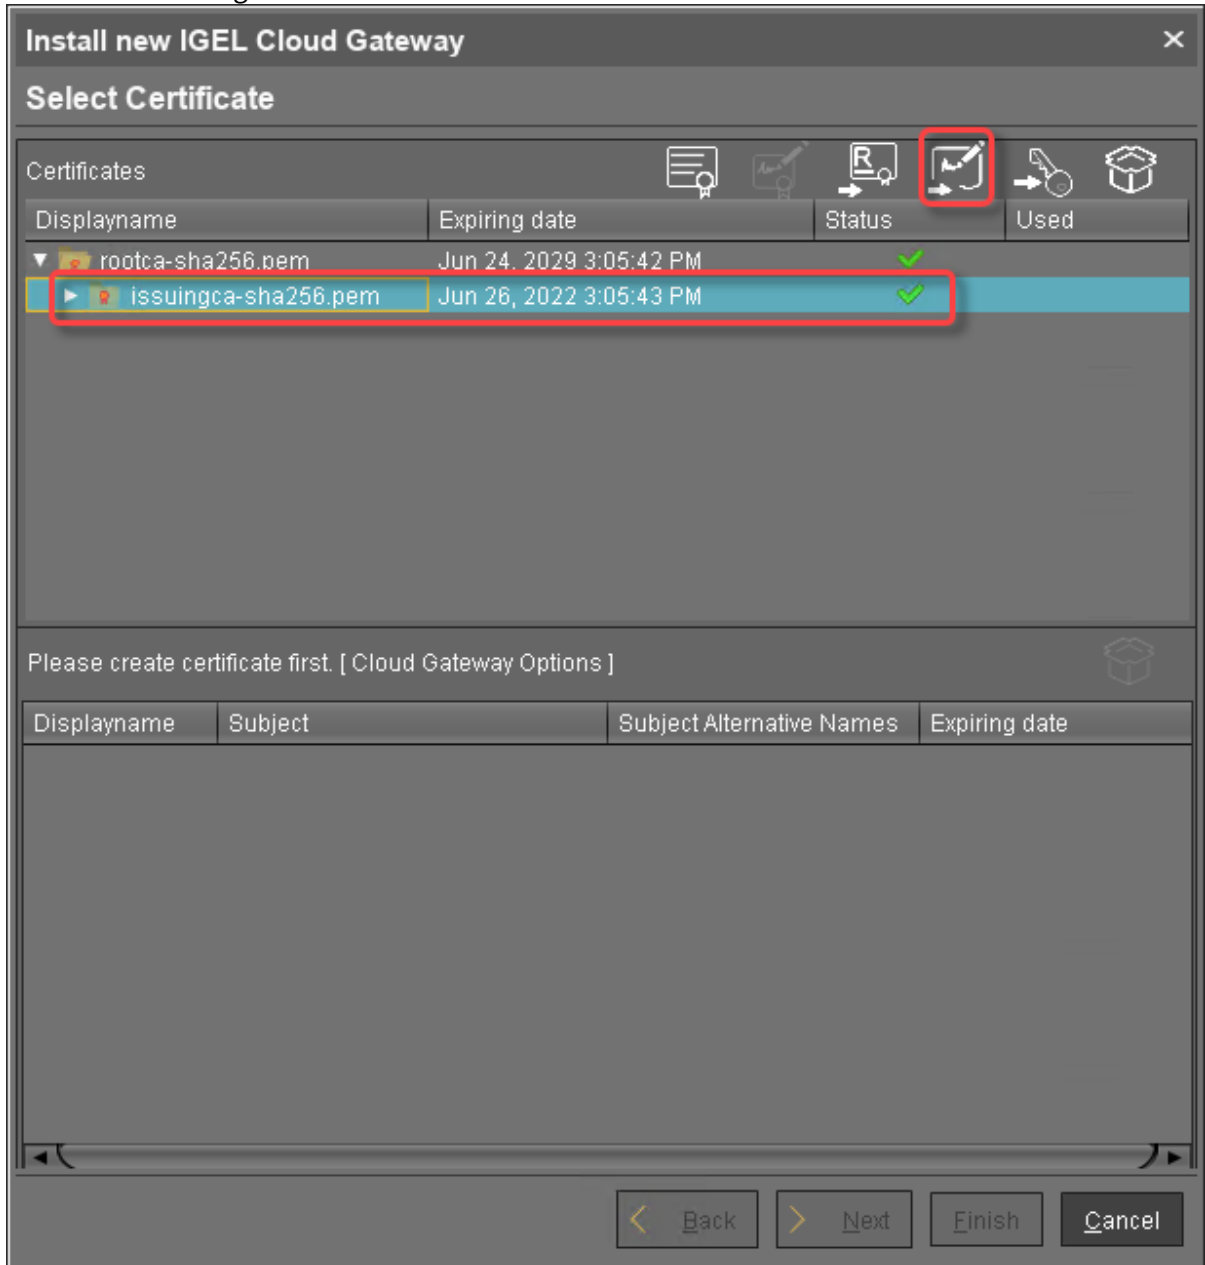 Install new IGEL Cloud Gateway
Select Certificate
Certificates
R
Displayname Expiring date Status Used
rootca-sha256.pem Jun 24, 2029 3:05:42 PM
issuingca-sha256.pem Jun 26, 2022 3:05:43 PM
Please create certificate first. [ Cloud Gateway Options ]
Displayname Subject Subject Alternative Names Expiring date
Back Next Finish Cancel